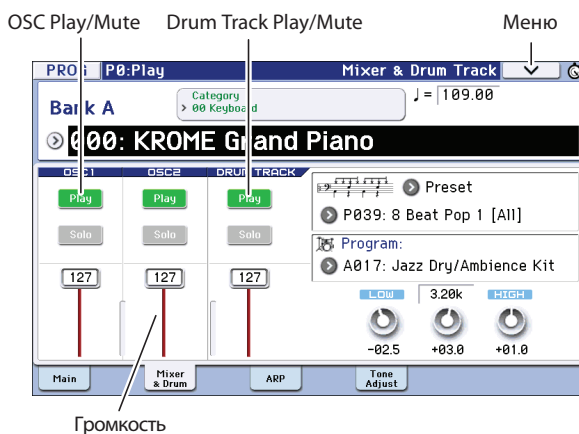 OSC Play/Mute Drum Track Play/Mute Меню
PROG P0:Play Mixer & Drum Track
Bank A Category 00 Keyboard ♩= 109.00
000: KROME Grand Piano
OSC1 OSC2 DRUM TRACK
Play Play Play Preset
Solo Solo Solo P039: 8 Beat Pop 1 [All]
Program:
127 127 127 A017: Jazz Dry/Ambience Kit
LOW 3.20k HIGH
-02.5 +03.0 +01.0
Main Mixer & Drum ARP Tone Adjust
Громкость